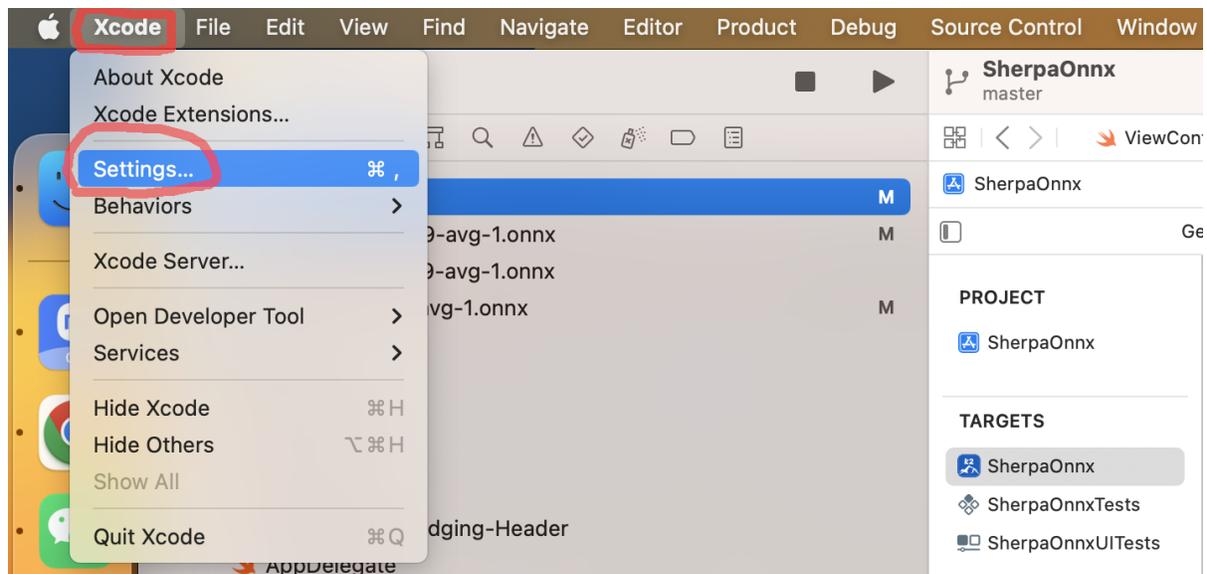 Xcode File Edit View Find Navigate Editor Product Debug Source Control Window
About Xcode
Xcode Extensions...
Settings... ⌘ ,
Behaviors
Xcode Server...
Open Developer Tool
Services
Hide Xcode ⌘H
Hide Others ⌥⌘H
Show All
Quit Xcode ⌘Q
M
9-avg-1.onnx M
9-avg-1.onnx
avg-1.onnx M
dging-Header
AppDelegate
SherpaOnnx
master
ViewCon
SherpaOnnx
Ge
PROJECT
SherpaOnnx
TARGETS
SherpaOnnx
SherpaOnnxTests
SherpaOnnxUITests